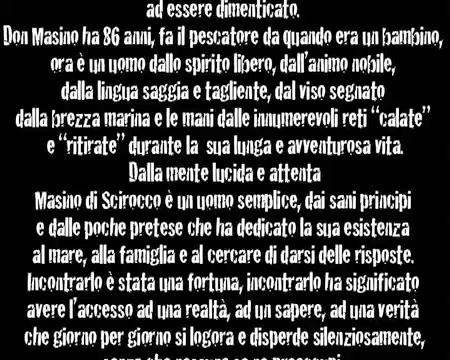 ad essere dimenticato.
Don Masino ha 86 anni, fa il pescatore da quando era un bambino,
ora è un uomo dallo spirito libero, dall'animo nobile,
dalla lingua saggia e tagliente, dal viso segnato
dalla brezza marina e le mani dalle innumerevoli reti "calate"
e "ritirate" durante la sua lunga e avventurosa vita.
Dalla mente lucida e attenta
Masino di Scirocco è un uomo semplice, dai sani principi
e dalle poche pretese che ha dedicato la sua esistenza
al mare, alla famiglia e al cercare di darsi delle risposte.
Incontrarlo è stata una fortuna, incontrarlo ha significato
avere l'accesso ad una realtà, ad un sapere, ad una verità
che giorno per giorno si logora e disperde silenziosamente,